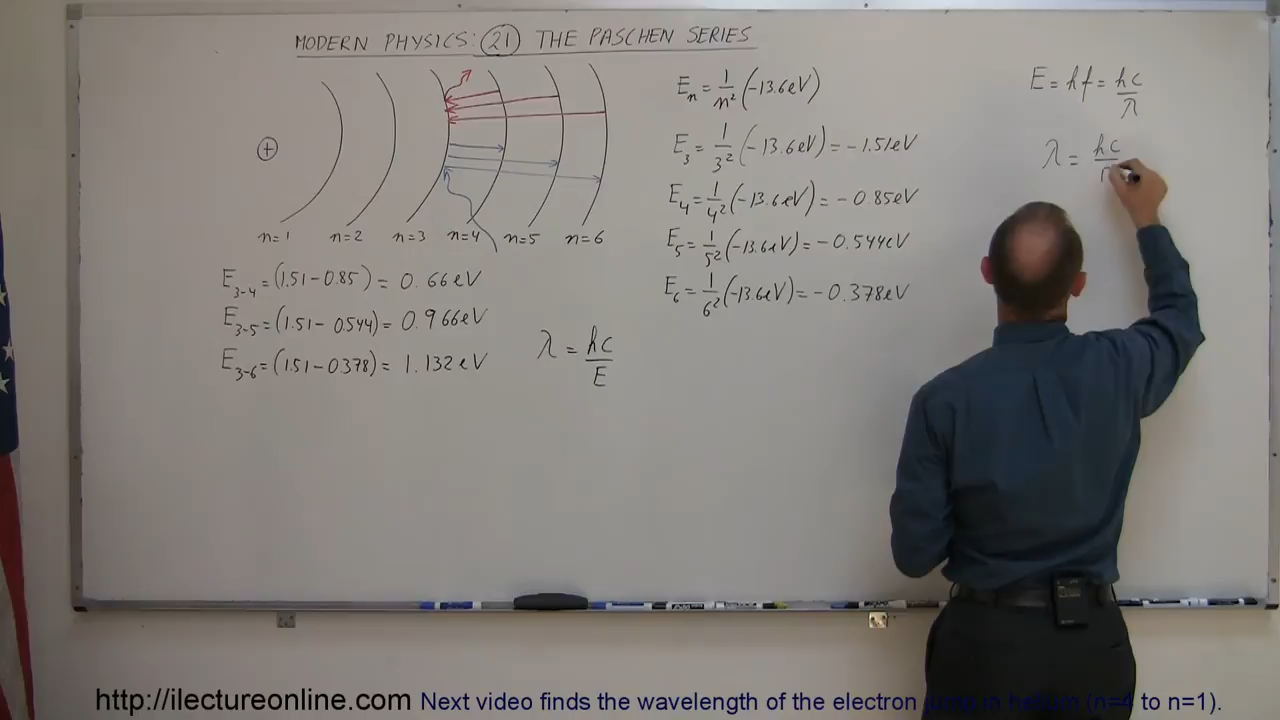 MODERN PHYSICS: 21 THE PASCHEN SERIES
+
n=1 n=2 n=3 n=4 n=5 n=6
E₃₋₄ = (1.51 - 0.85) = 0.66eV
E₃₋₅ = (1.51 - 0.544) = 0.966eV
E₃₋₆ = (1.51 - 0.378) = 1.132eV
λ = hc/E
Eₙ = 1/n² (-13.6eV)
E₃ = 1/3² (-13.6eV) = -1.51eV
E₄ = 1/4² (-13.6eV) = -0.85eV
E₅ = 1/5² (-13.6eV) = -0.544eV
E₆ = 1/6² (-13.6eV) = -0.378eV
E = hf = hc/λ
λ = hc/
http://ilectureonline.com Next video finds the wavelength of the electron jump in helium (n=4 to n=1).